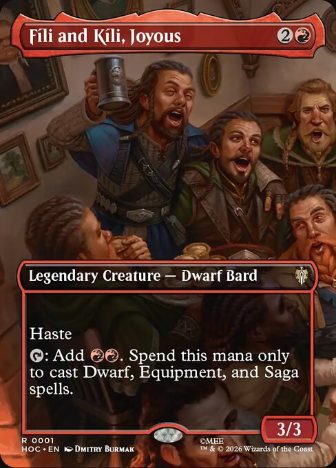 Fíli and Kíli, Joyous 2
Legendary Creature — Dwarf Bard
Haste
: Add . Spend this mana only
to cast Dwarf, Equipment, and Saga
spells.
3/3
R 0001
HOC • EN Dmitry Burmak
©MEE
™ & © 2026 Wizards of the Coast